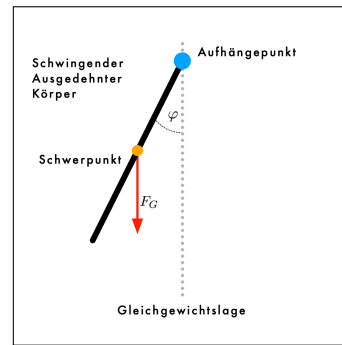 Aufhängepunkt
Schwingender
Ausgedehnter
Körper
φ
Schwerpunkt
F_G
Gleichgewichtslage